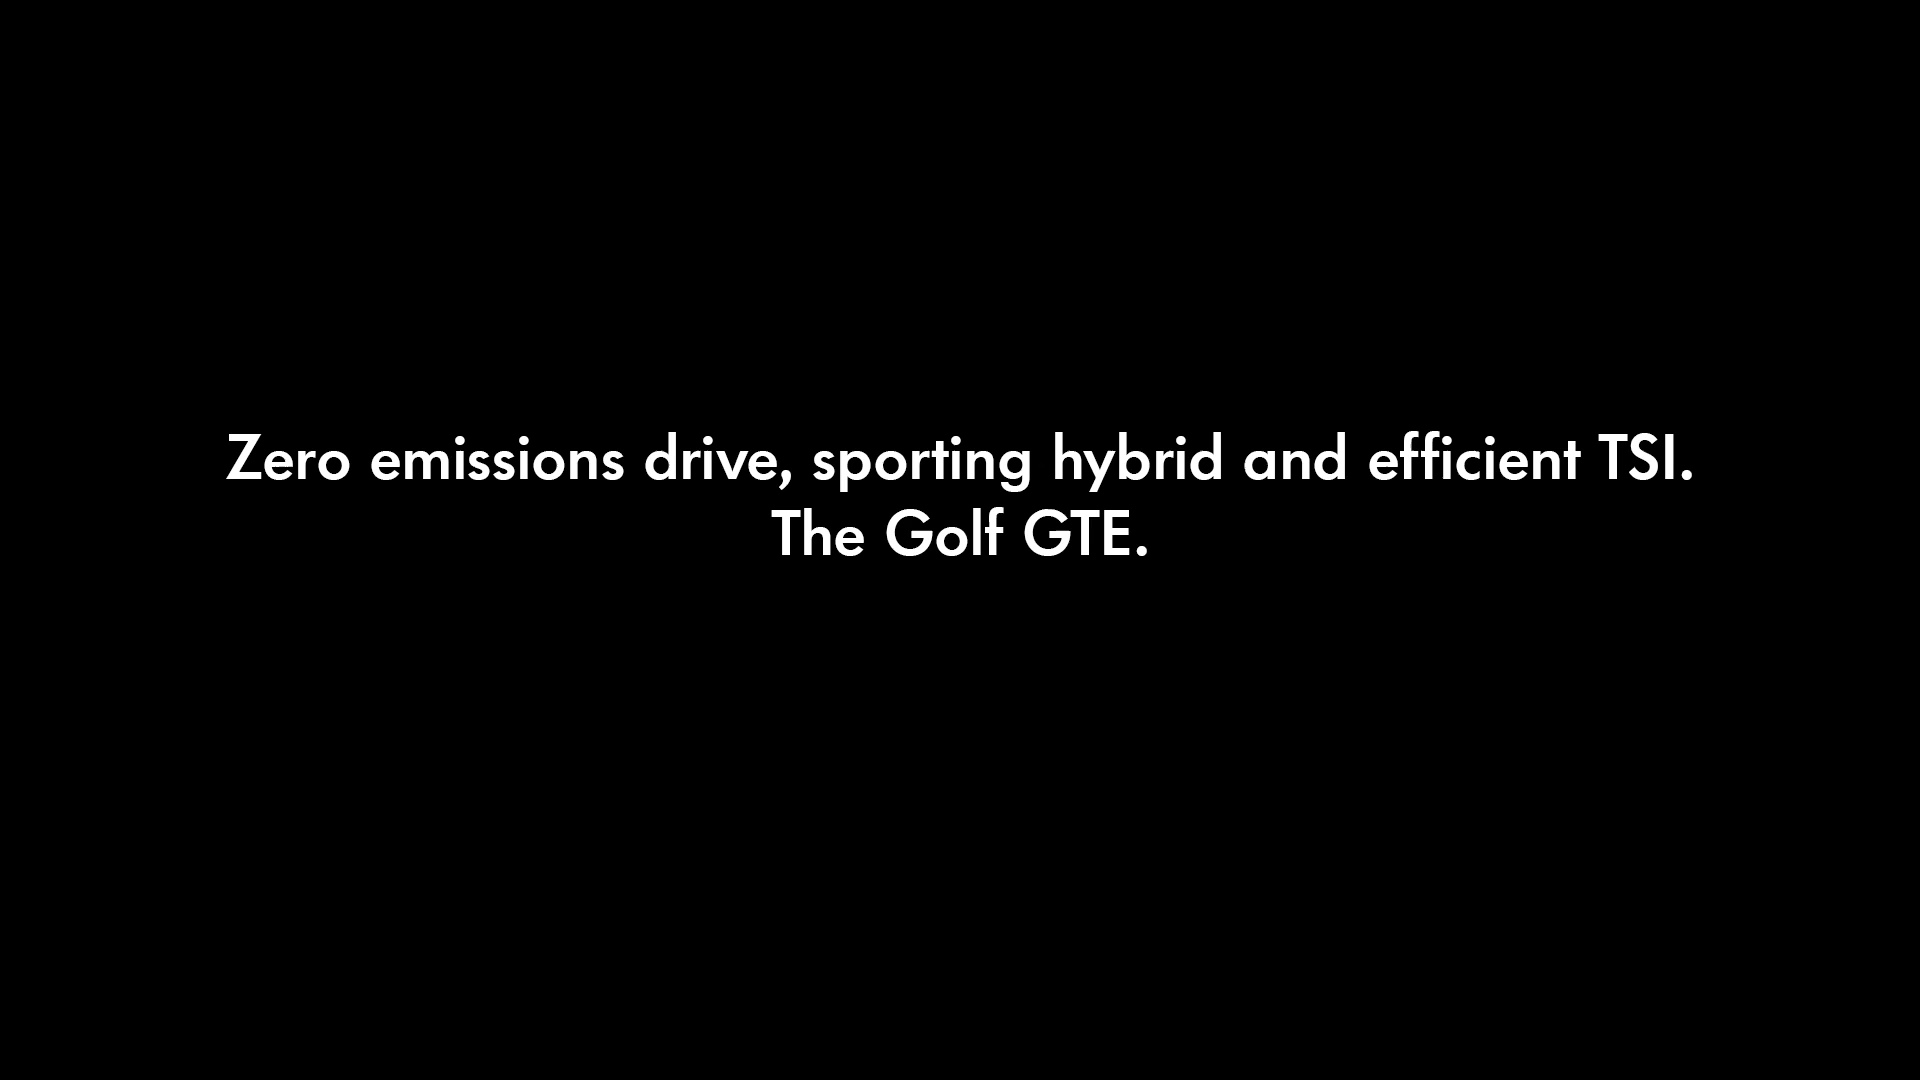 Zero emissions drive, sporting hybrid and efficient TSI.
The Golf GTE.